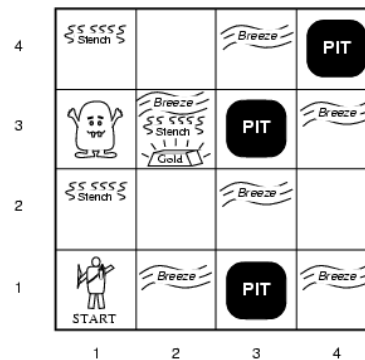 4
Stench
Breeze
PIT
3
Breeze
Stench
Gold
PIT
Breeze
2
Stench
Breeze
1
START
Breeze
PIT
Breeze
1 2 3 4